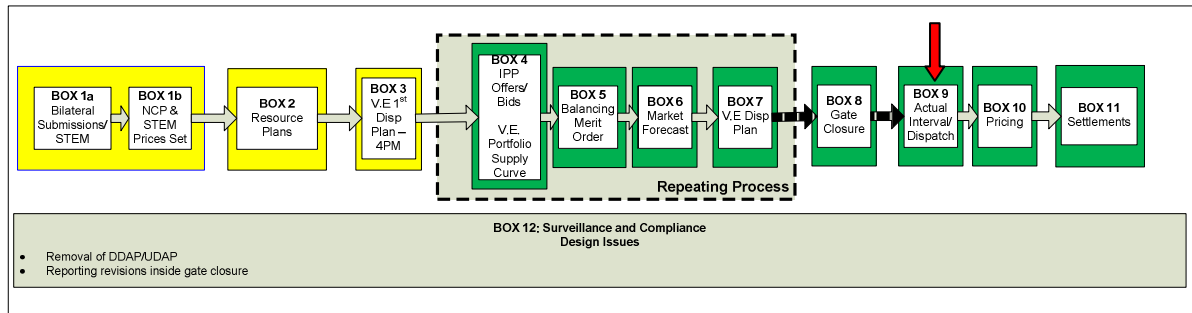 BOX 1a
Bilateral
Submissions/
STEM
BOX 1b
NCP &
STEM
Prices Set
BOX 2
Resource
Plans
BOX 3
V.E 1st
Disp
Plan –
4PM
BOX 4
IPP
Offers/
Bids
V.E.
Portfolio
Supply
Curve
BOX 5
Balancing
Merit
Order
BOX 6
Market
Forecast
BOX 7
V.E Disp
Plan
Repeating Process
BOX 8
Gate
Closure
BOX 9
Actual
Interval/
Dispatch
BOX 10
Pricing
BOX 11
Settlements
BOX 12: Surveillance and Compliance
Design Issues
• Removal of DDAP/UDAP
• Reporting revisions inside gate closure